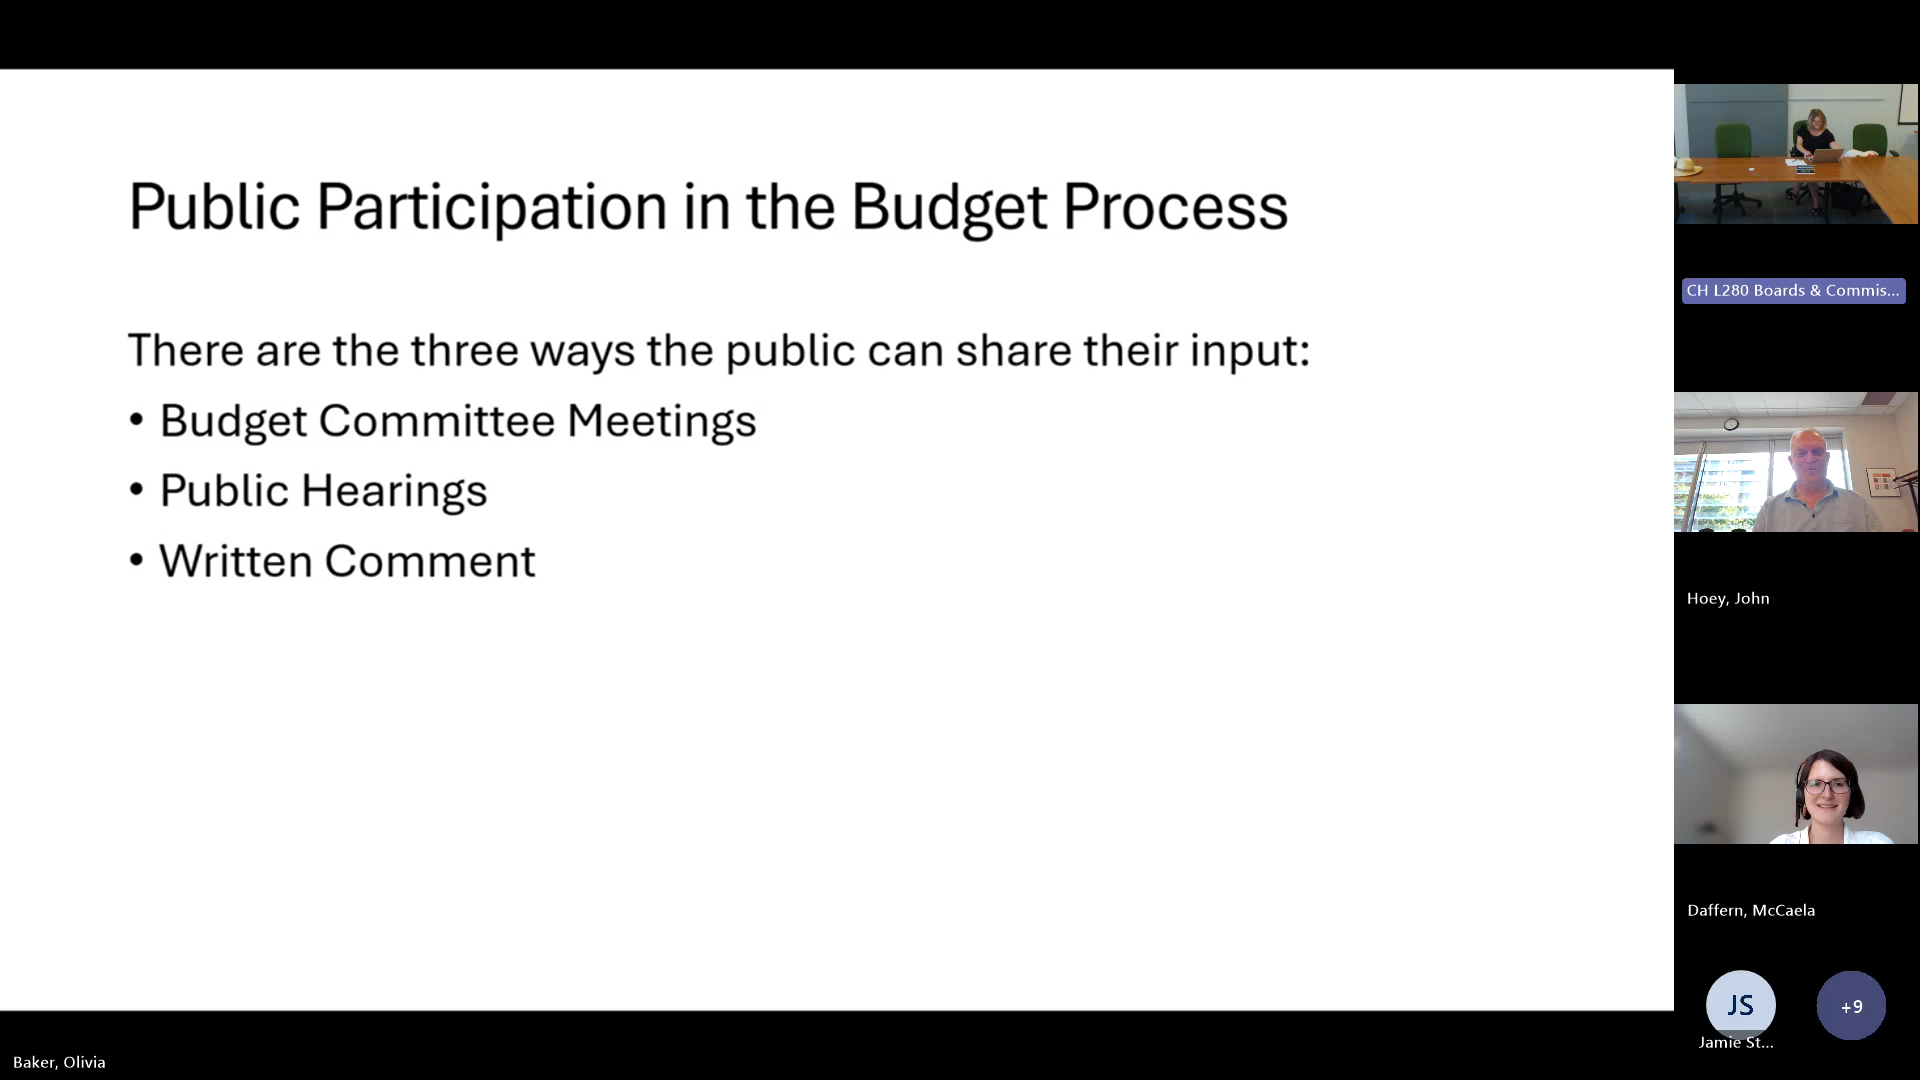 Public Participation in the Budget Process
There are the three ways the public can share their input:
• Budget Committee Meetings
• Public Hearings
• Written Comment
CH L280 Boards & Commis...
Hoey, John
Daffern, McCaela
JS
+9
Jamie St...
Baker, Olivia